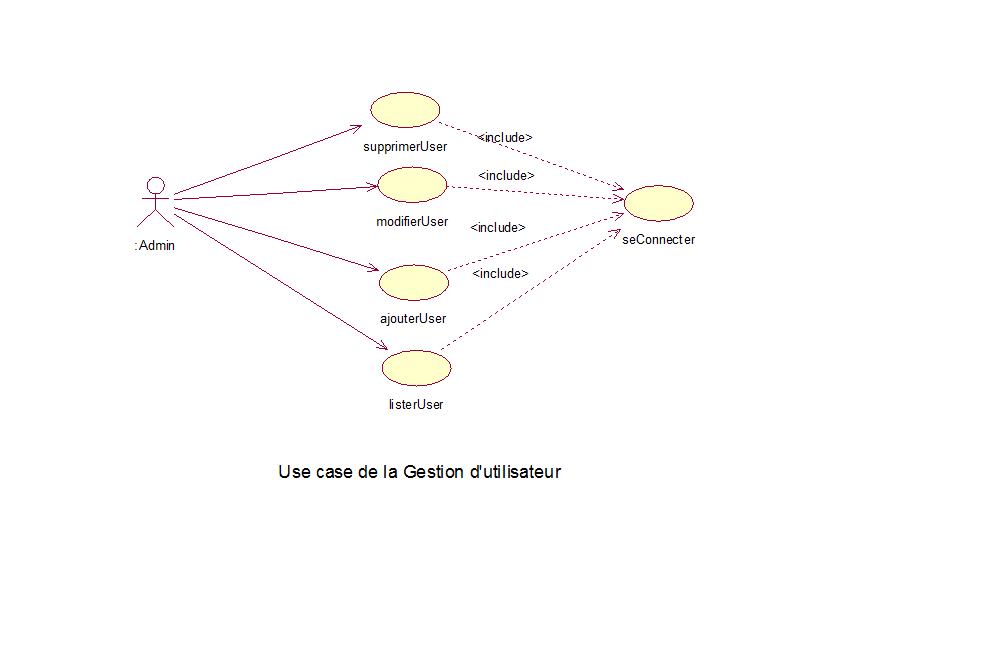 <include>
supprimerUser
<include>
modifierUser
<include>
seConnecter
:Admin
<include>
ajouterUser
listerUser
Use case de la Gestion d'utilisateur